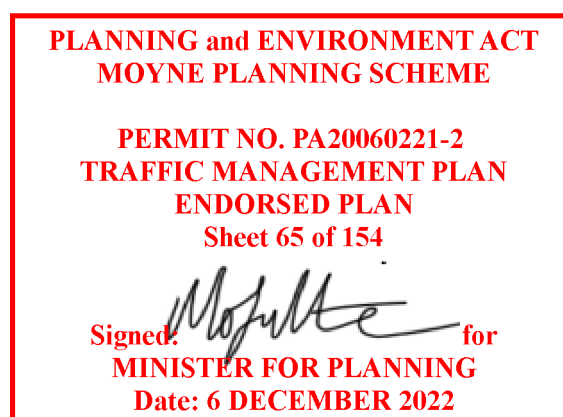 PLANNING and ENVIRONMENT ACT
MOYNE PLANNING SCHEME
PERMIT NO. PA20060221-2
TRAFFIC MANAGEMENT PLAN
ENDORSED PLAN
Sheet 65 of 154
Signed: for
MINISTER FOR PLANNING
Date: 6 DECEMBER 2022